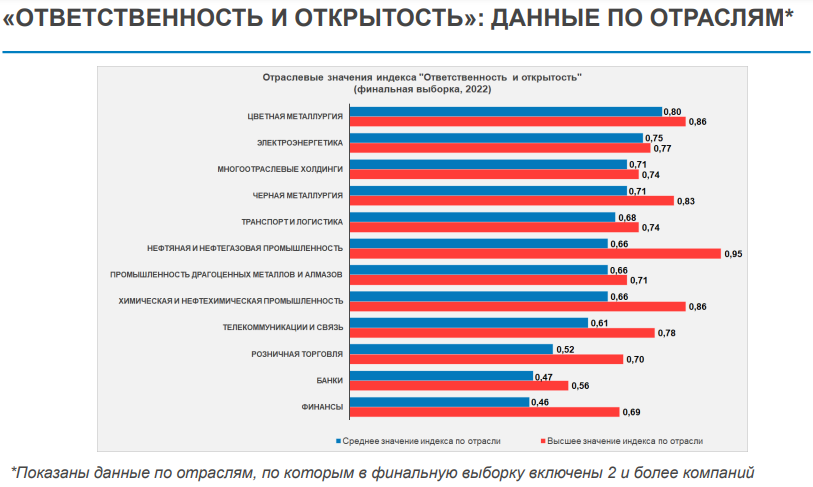 «ОТВЕТСТВЕННОСТЬ И ОТКРЫТОСТЬ»: ДАННЫЕ ПО ОТРАСЛЯМ*
Отраслевые значения индекса "Ответственность и открытость"
(финальная выборка, 2022)
ЦВЕТНАЯ МЕТАЛЛУРГИЯ 0,80
0,86
ЭЛЕКТРОЭНЕРГЕТИКА 0,75
0,77
МНОГООТРАСЛЕВЫЕ ХОЛДИНГИ 0,71
0,74
ЧЕРНАЯ МЕТАЛЛУРГИЯ 0,71
0,83
ТРАНСПОРТ И ЛОГИСТИКА 0,68
0,74
НЕФТЯНАЯ И НЕФТЕГАЗОВАЯ ПРОМЫШЛЕННОСТЬ 0,66
0,95
ПРОМЫШЛЕННОСТЬ ДРАГОЦЕННЫХ МЕТАЛЛОВ И АЛМАЗОВ 0,66
0,71
ХИМИЧЕСКАЯ И НЕФТЕХИМИЧЕСКАЯ ПРОМЫШЛЕННОСТЬ 0,66
0,86
ТЕЛЕКОММУНИКАЦИИ И СВЯЗЬ 0,61
0,78
РОЗНИЧНАЯ ТОРГОВЛЯ 0,52
0,70
БАНКИ 0,47
0,56
ФИНАНСЫ 0,46
0,69
Среднее значение индекса по отрасли Высшее значение индекса по отрасли
*Показаны данные по отраслям, по которым в финальную выборку включены 2 и более компаний